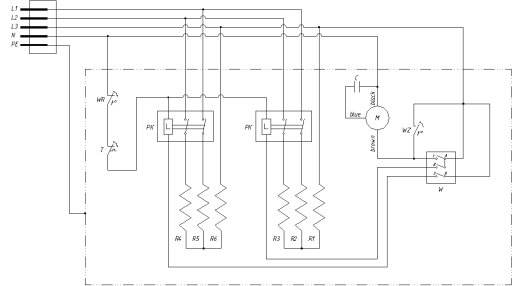 L1
L2
L3
N
PE
WR
T
PK
PK
C
black
blue
M
brown
WZ
W
R4 R5 R6
R3 R2 R1